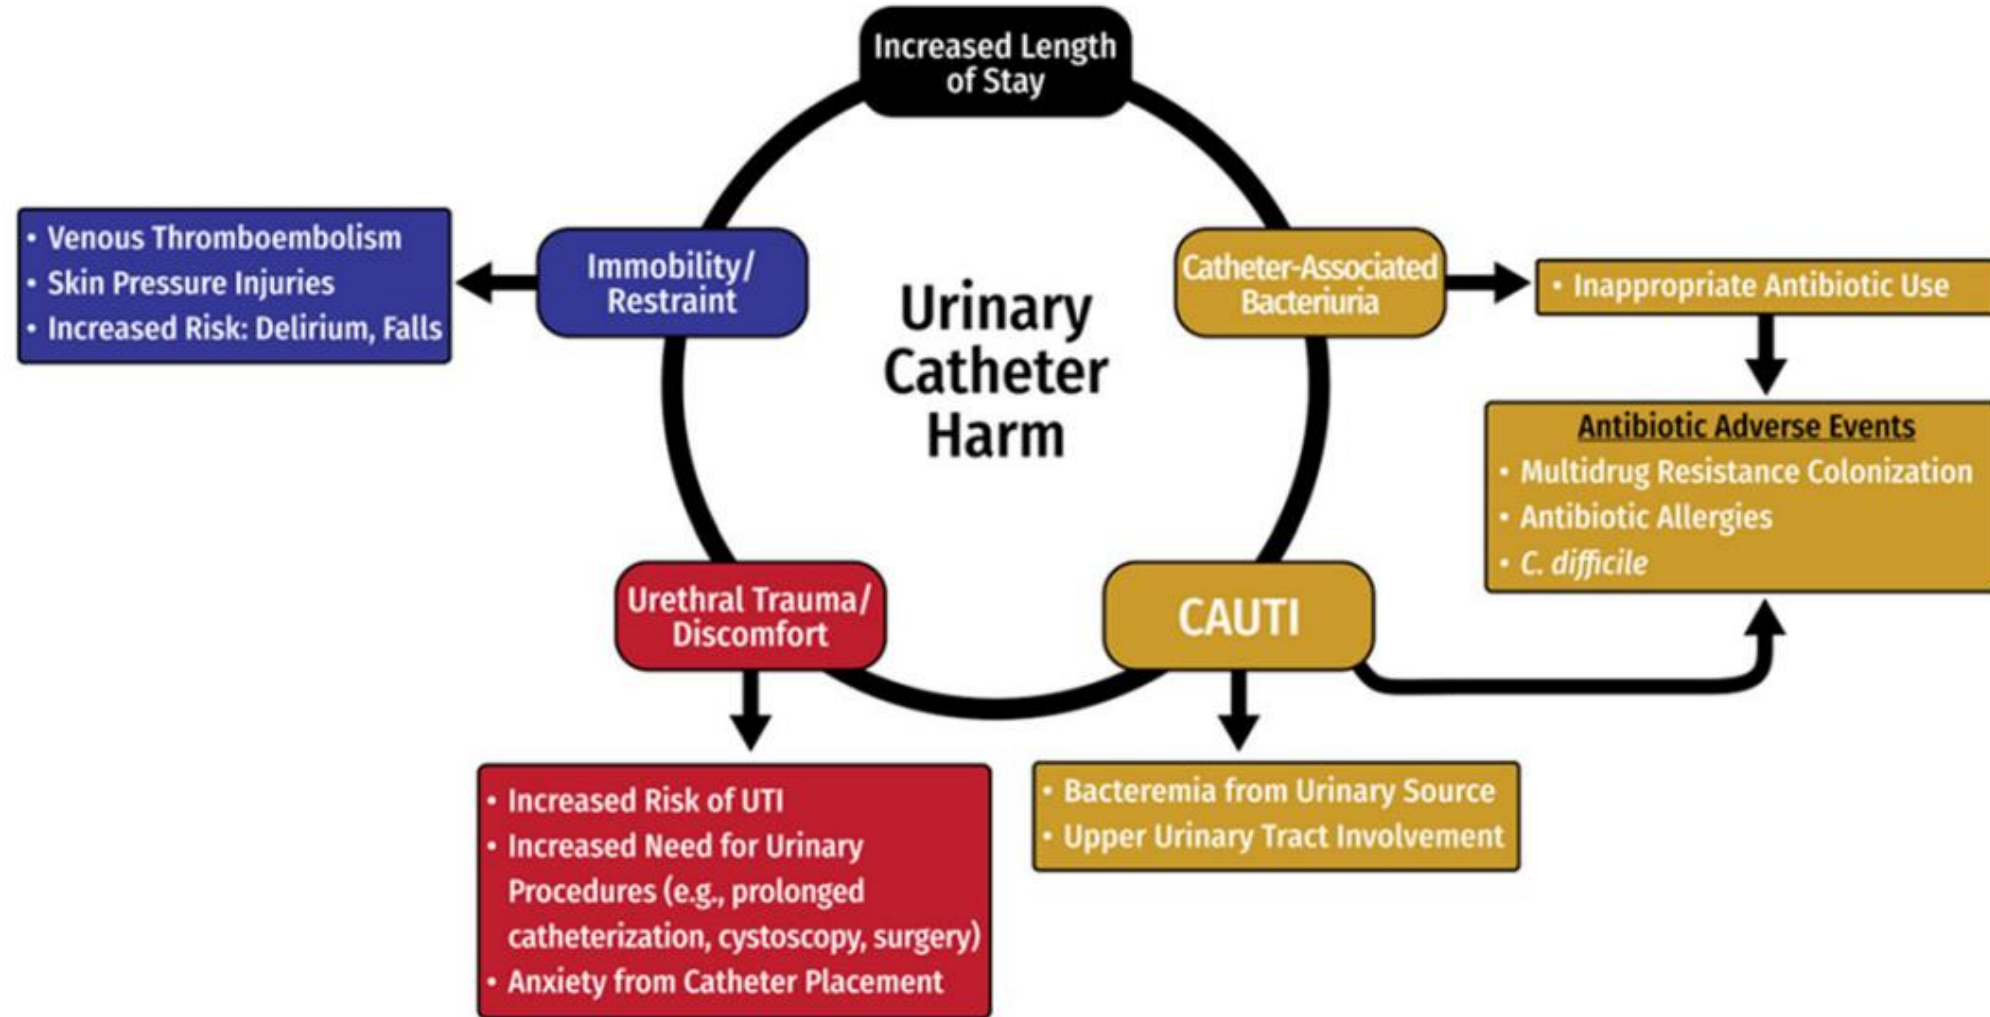 Increased Length
of Stay
• Venous Thromboembolism
• Skin Pressure Injuries
• Increased Risk: Delirium, Falls
Immobility/
Restraint
Urinary
Catheter
Harm
Catheter-Associated
Bacteriuria
• Inappropriate Antibiotic Use
Antibiotic Adverse Events
• Multidrug Resistance Colonization
• Antibiotic Allergies
• C. difficile
Urethral Trauma/
Discomfort
CAUTI
• Increased Risk of UTI
• Increased Need for Urinary
Procedures (e.g., prolonged
catheterization, cystoscopy, surgery)
• Anxiety from Catheter Placement
• Bacteremia from Urinary Source
• Upper Urinary Tract Involvement